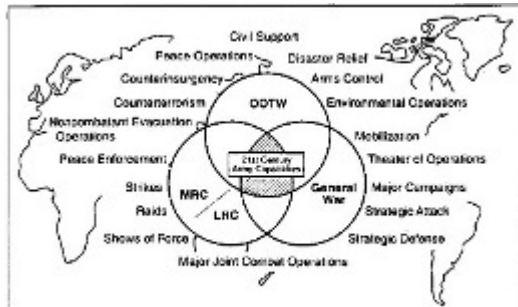 Civil Support
Peace Operations
Disaster Relief
Counterinsurgency
Arms Control
Counterterrorism
OOTW
Environmental Operations
Noncombatant Evacuation
Operations
Mobilization
Peace Enforcement
21st Century
Army Capabilities
Theater of Operations
Strikes
MRC
General
War
Major Campaigns
Raids
LRC
Strategic Attack
Shows of Force
Strategic Defense
Major Joint Combat Operations